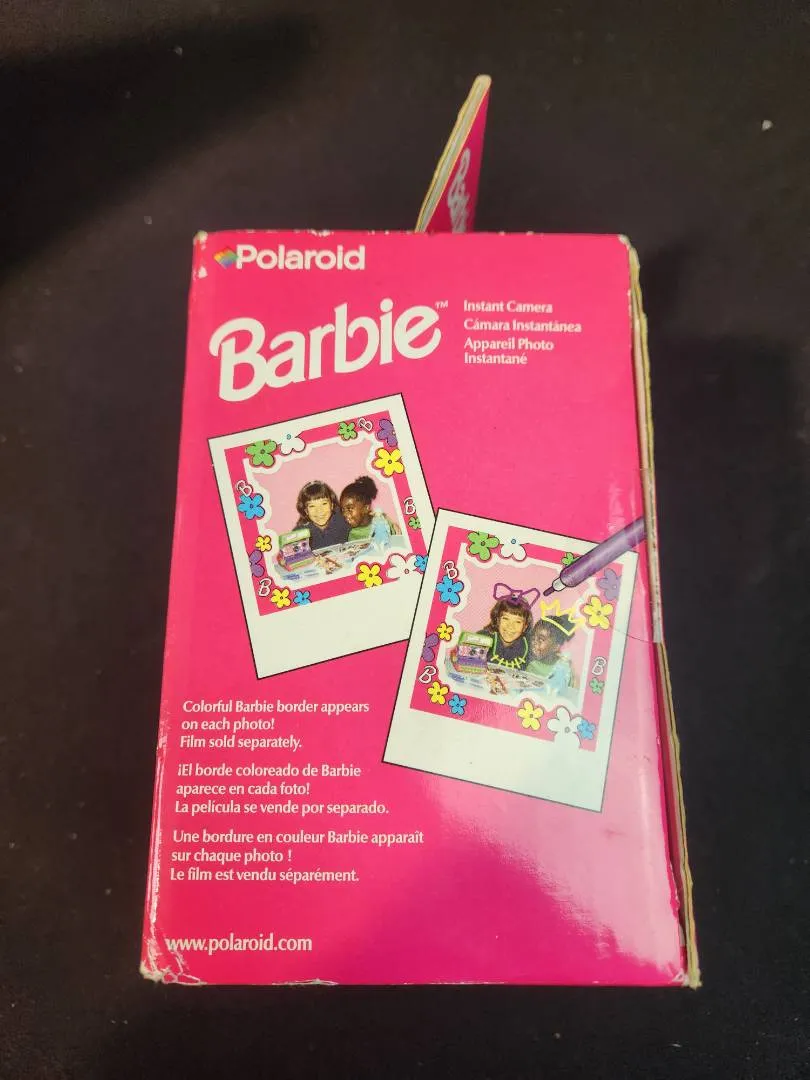 Polaroid
Barbie™
Instant Camera
Cámara Instantánea
Appareil Photo
Instantané
B
B
B
B
B
B
B
B
Colorful Barbie border appears
on each photo!
Film sold separately.
¡El borde coloreado de Barbie
aparece en cada foto!
La película se vende por separado.
Une bordure en couleur Barbie apparaît
sur chaque photo !
Le film est vendu séparément.
www.polaroid.com